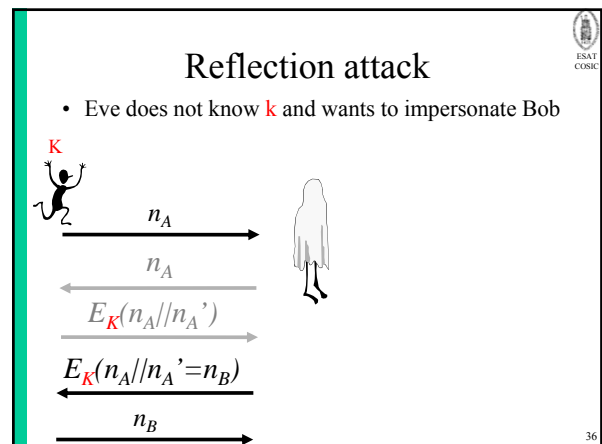 ESAT
COSIC
Reflection attack
• Eve does not know k and wants to impersonate Bob
K
n_A
n_A
E_K(n_A//n_A’)
E_K(n_A//n_A’=n_B)
n_B
36